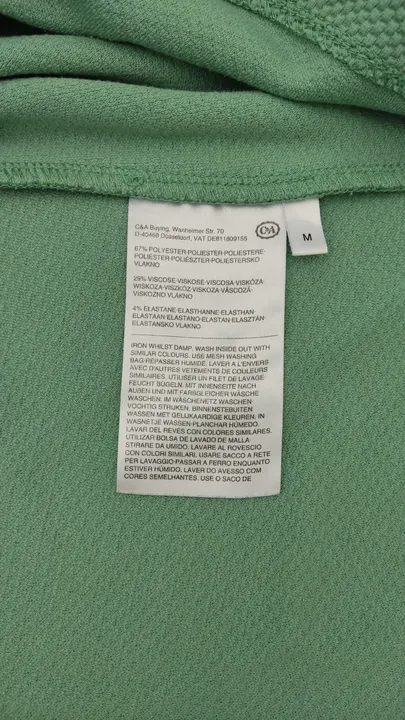 C&A Buying, Wanheimer Str. 70
D-40468 Düsseldorf, VAT DE811809155
C&A
M
67% POLYESTER-POLYESTER-POLIESTERE-
POLIESTER-POLIÉSZTER-POLIESTERSKO
VLAKNO
29% VISCOSE-VISKOSE-VISCOSA-VISKÓZA
WISKOZA-VISZKÓZ-VISKOZA-VÂSCOZÃ-
VISKOZNO VLAKNO
4% ELASTANE-ELASTHANNE-ELASTHAN
ELASTAAN-ELASTANO-ELASTAN-ELASZTÁN
ELASTANSKO VLAKNO
IRON WHILST DAMP. WASH INSIDE OUT WITH
SIMILAR COLOURS. USE MESH WASHING
BAG-REPASSER HUMIDE. LAVER A L'ENVERS
AVEC D'AUTRES VETEMENTS DE COULEURS
SIMILAIRES. UTILISER UN FILET DE LAVAGE
FEUCHT BÜGELN. MIT INNENSEITE NACH
AUßEN UND MIT FARBGLEICHER WÄSCHE
WASCHEN. IM WÄSCHENETZ WASCHEN-
VOCHTIG STRIJKEN. BINNENSTEBUITEN
WASSEN MET GELIJKAARDIGE KLEUREN. IN
WASNETJE WASSEN-PLANCHAR HÚMEDO.
LAVAR DEL REVÉS CON COLORES SIMILARES.
UTILIZAR BOLSA DE LAVADO DE MALLA
STIRARE DA UMIDO. LAVARE AL ROVESCIO
CON COLORI SIMILARI. USARE SACCO A RETE
PER LAVAGGIO-PASSAR A FERRO ENQUANTO
ESTIVER HÚMIDO. LAVER DO AVESSO COM
CORES SEMELHANTES. USE O SACO DE